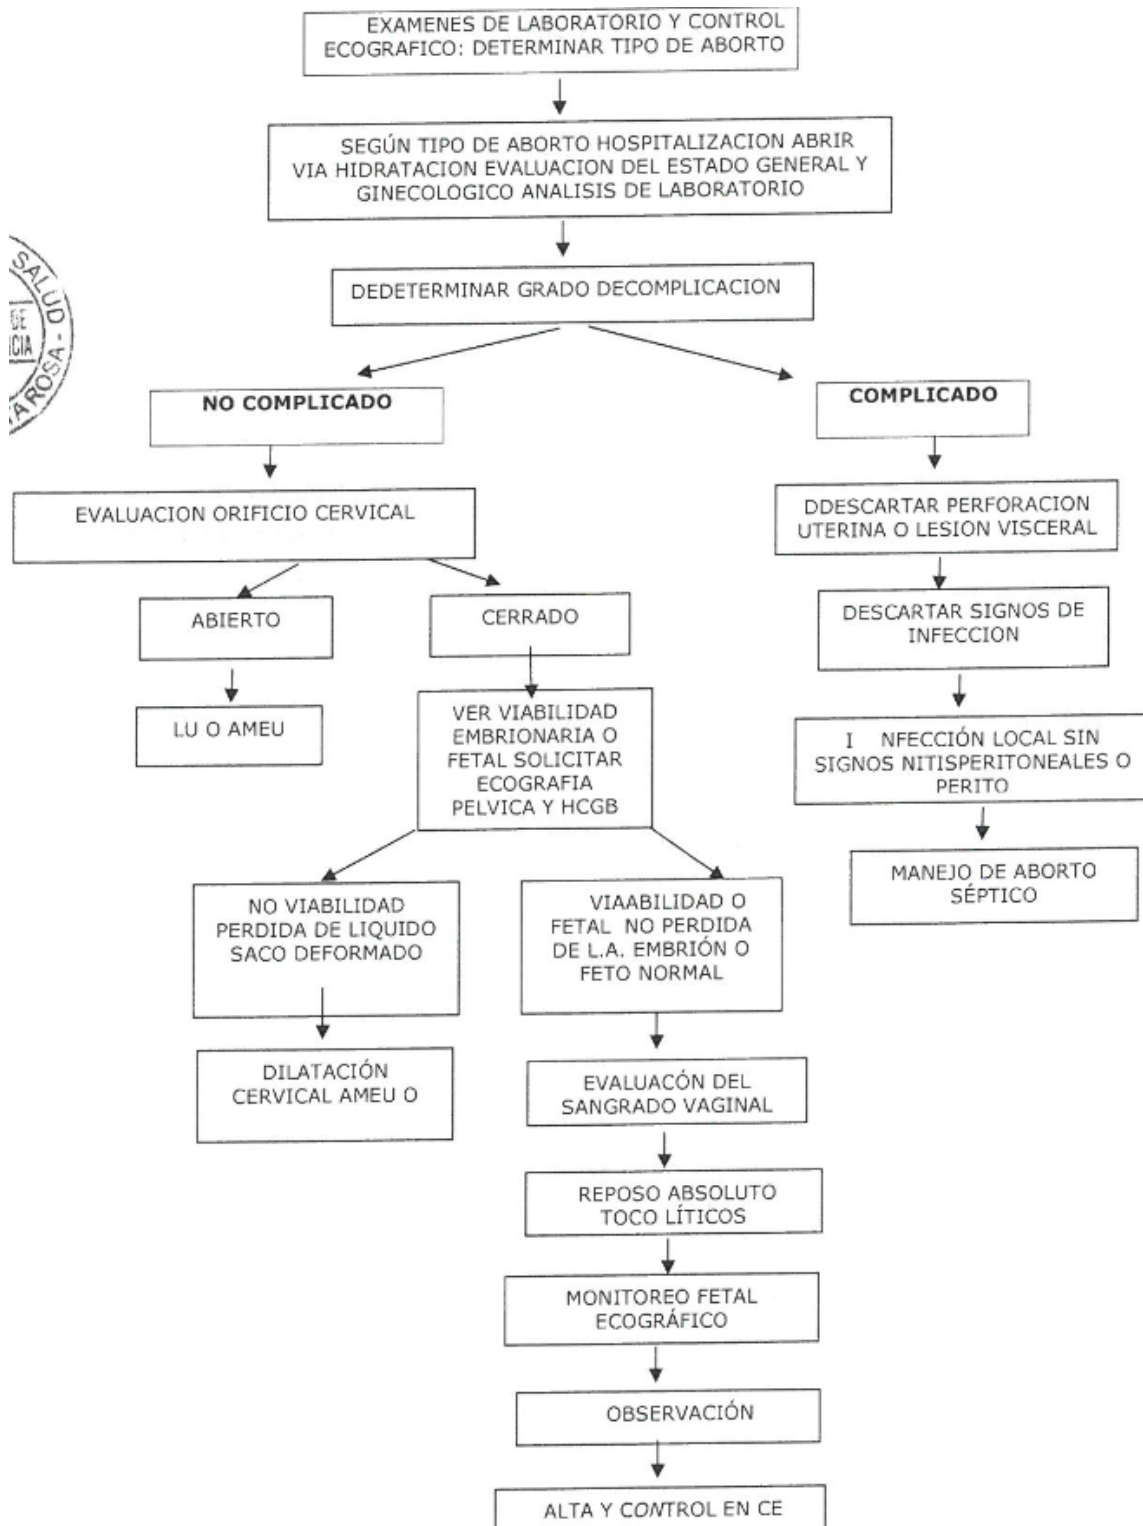 EXAMENES DE LABORATORIO Y CONTROL
ECOGRAFICO: DETERMINAR TIPO DE ABORTO
SEGÚN TIPO DE ABORTO HOSPITALIZACION ABRIR
VIA HIDRATACION EVALUACION DEL ESTADO GENERAL Y
GINECOLOGICO ANALISIS DE LABORATORIO
SALUD
DE
CIA
AROSA -
DEDETERMINAR GRADO DECOMPLICACION
NO COMPLICADO
COMPLICADO
EVALUACION ORIFICIO CERVICAL
DDESCARTAR PERFORACION
UTERINA O LESION VISCERAL
ABIERTO
CERRADO
DESCARTAR SIGNOS DE
INFECCION
LU O AMEU
VER VIABILIDAD
EMBRIONARIA O
FETAL SOLICITAR
ECOGRAFIA
PELVICA Y HCGB
I NFECCIÓN LOCAL SIN
SIGNOS NITISPERITONEALES O
PERITO
MANEJO DE ABORTO
SÉPTICO
NO VIABILIDAD
PERDIDA DE LIQUIDO
SACO DEFORMADO
VIAABILIDAD O
FETAL NO PERDIDA
DE L.A. EMBRIÓN O
FETO NORMAL
DILATACIÓN
CERVICAL AMEU O
EVALUACÓN DEL
SANGRADO VAGINAL
REPOSO ABSOLUTO
TOCO LÍTICOS
MONITOREO FETAL
ECOGRÁFICO
OBSERVACIÓN
ALTA Y CONTROL EN CE